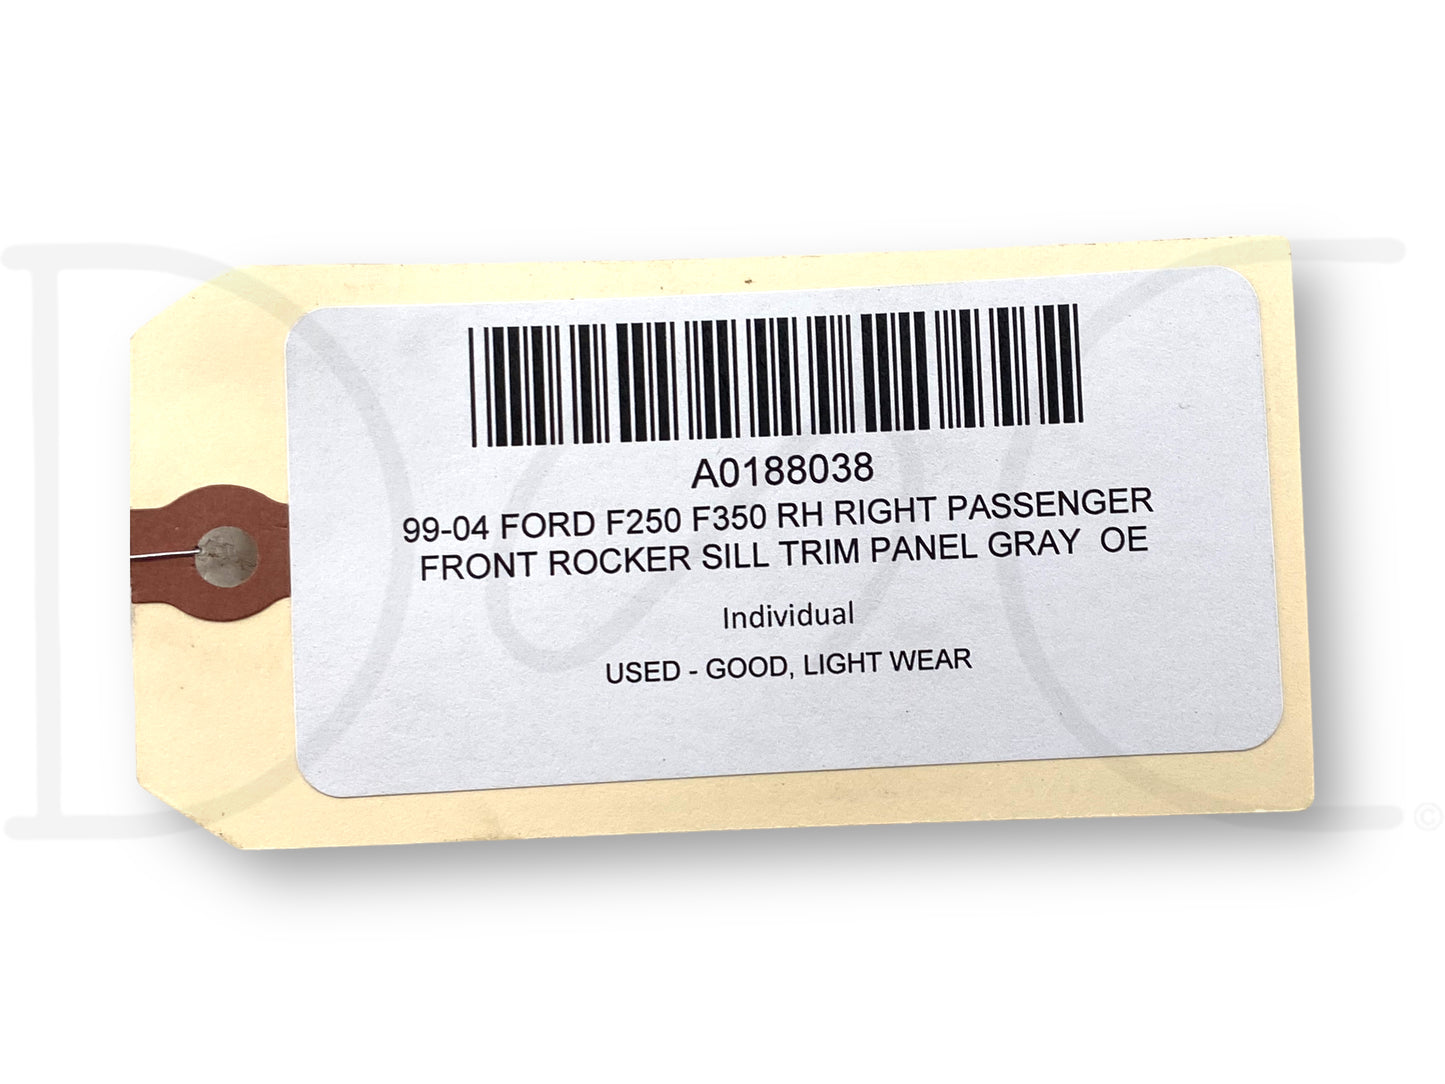 A0188038
99-04 FORD F250 F350 RH RIGHT PASSENGER
FRONT ROCKER SILL TRIM PANEL GRAY  OE
Individual
USED - GOOD, LIGHT WEAR